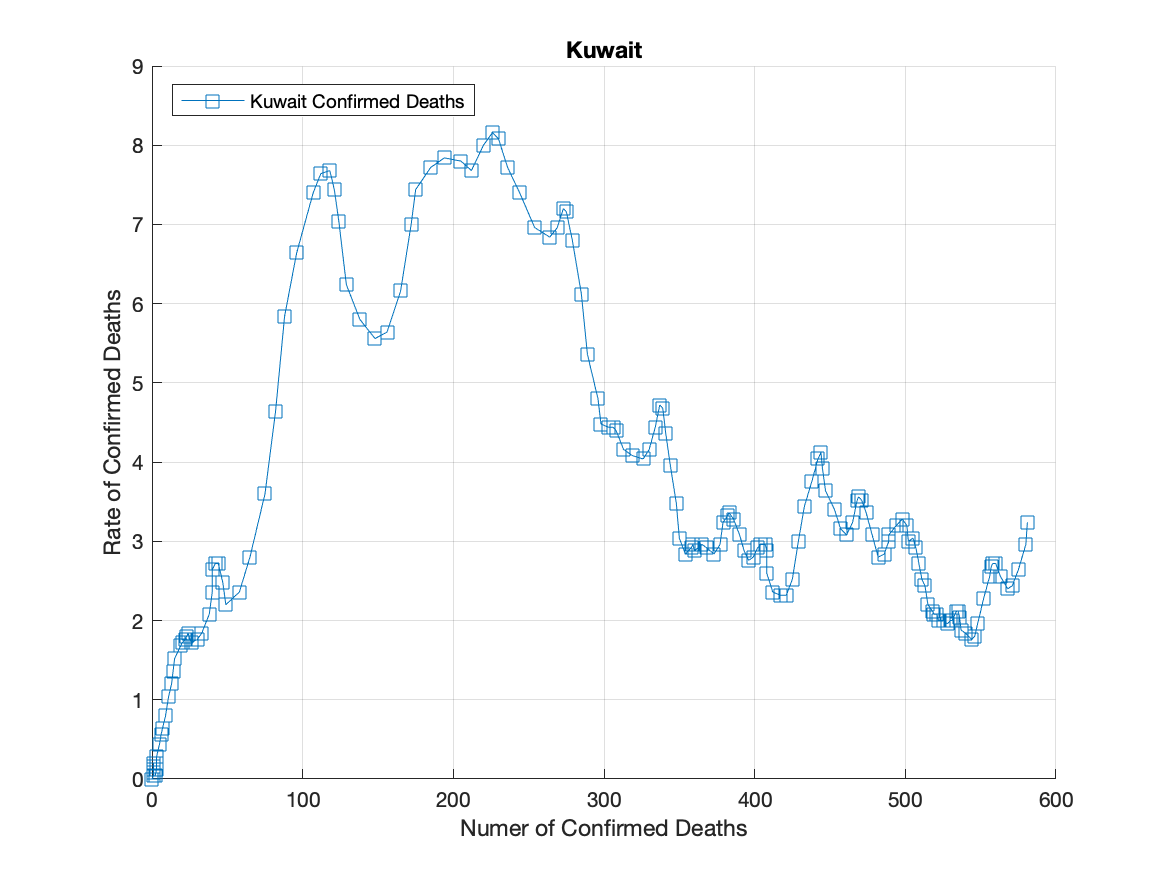 Kuwait
Kuwait Confirmed Deaths
Rate of Confirmed Deaths
9
8
7
6
5
4
3
2
1
0
0 100 200 300 400 500 600
Numer of Confirmed Deaths